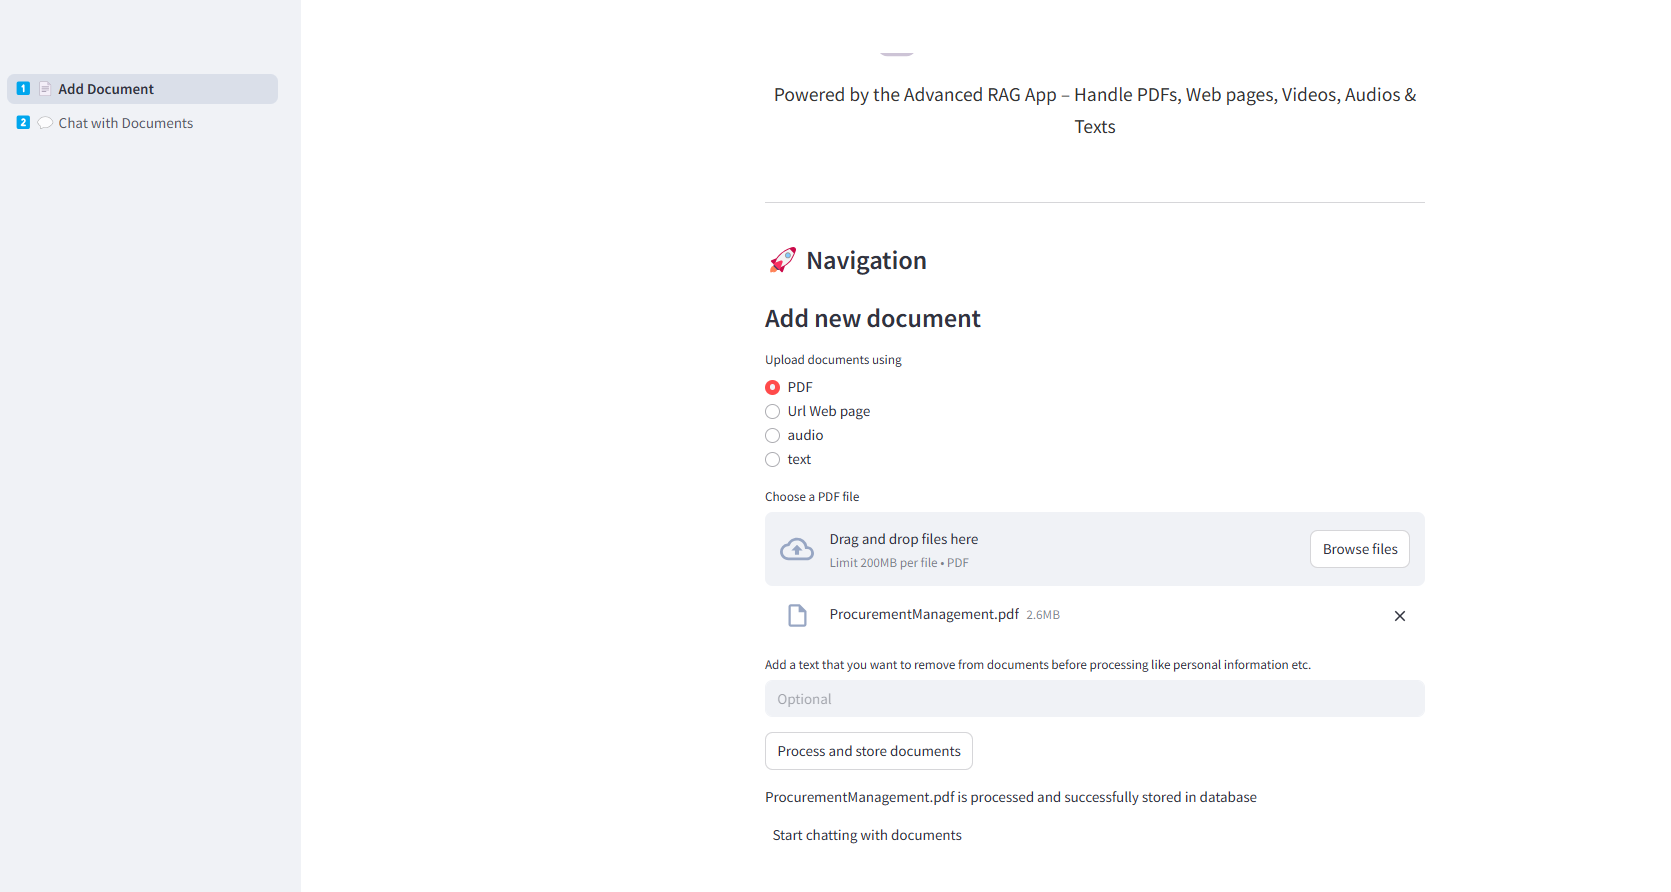 1 Add Document
2 Chat with Documents
Powered by the Advanced RAG App – Handle PDFs, Web pages, Videos, Audios &
Texts
Navigation
Add new document
Upload documents using
PDF
Url Web page
audio
text
Choose a PDF file
Drag and drop files here
Limit 200MB per file • PDF
Browse files
ProcurementManagement.pdf 2.6MB
Add a text that you want to remove from documents before processing like personal information etc.
Optional
Process and store documents
ProcurementManagement.pdf is processed and successfully stored in database
Start chatting with documents